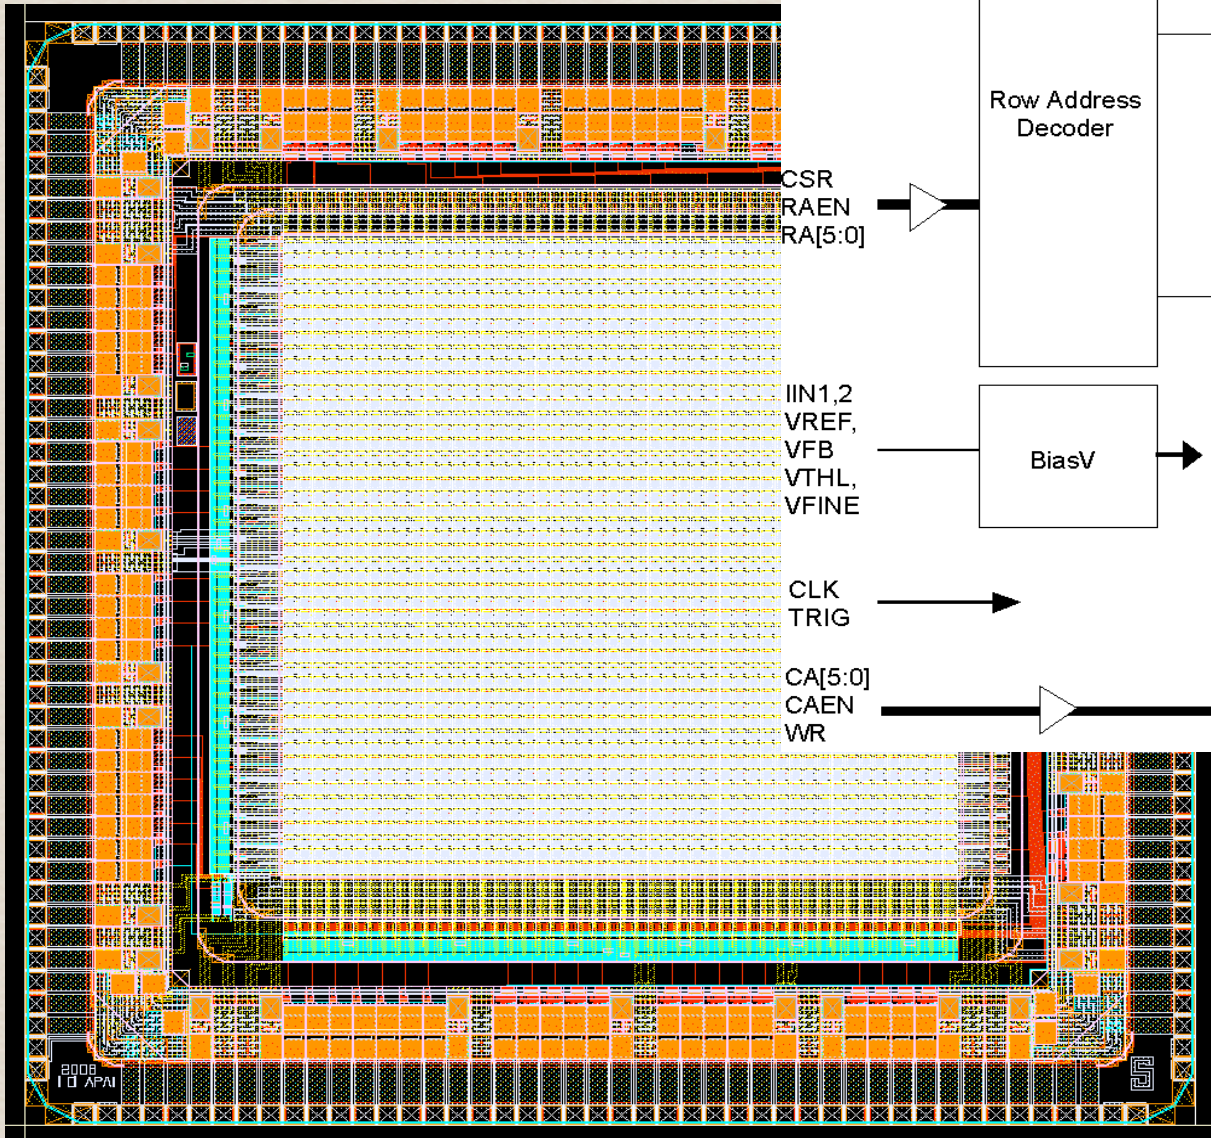 Row Address
Decoder
CSR
RAEN
RA[5:0]
IIN1,2
VREF,
VFB
VTHL,
VFINE
BiasV
CLK
TRIG
CA[5:0]
CAEN
WR
2008